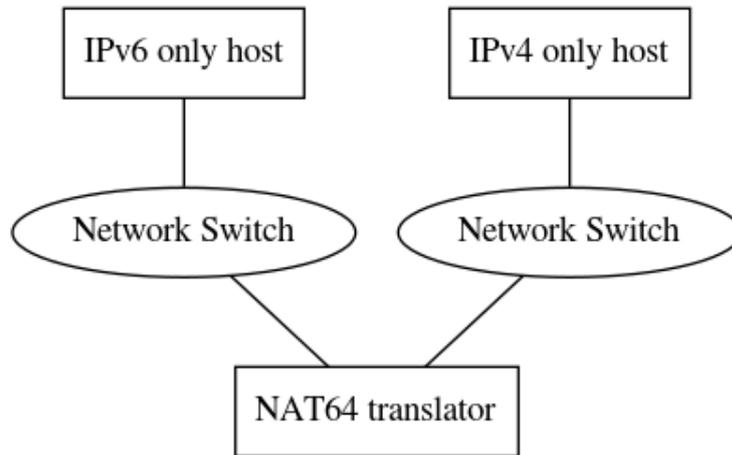 IPv6 only host
IPv4 only host
Network Switch
Network Switch
NAT64 translator